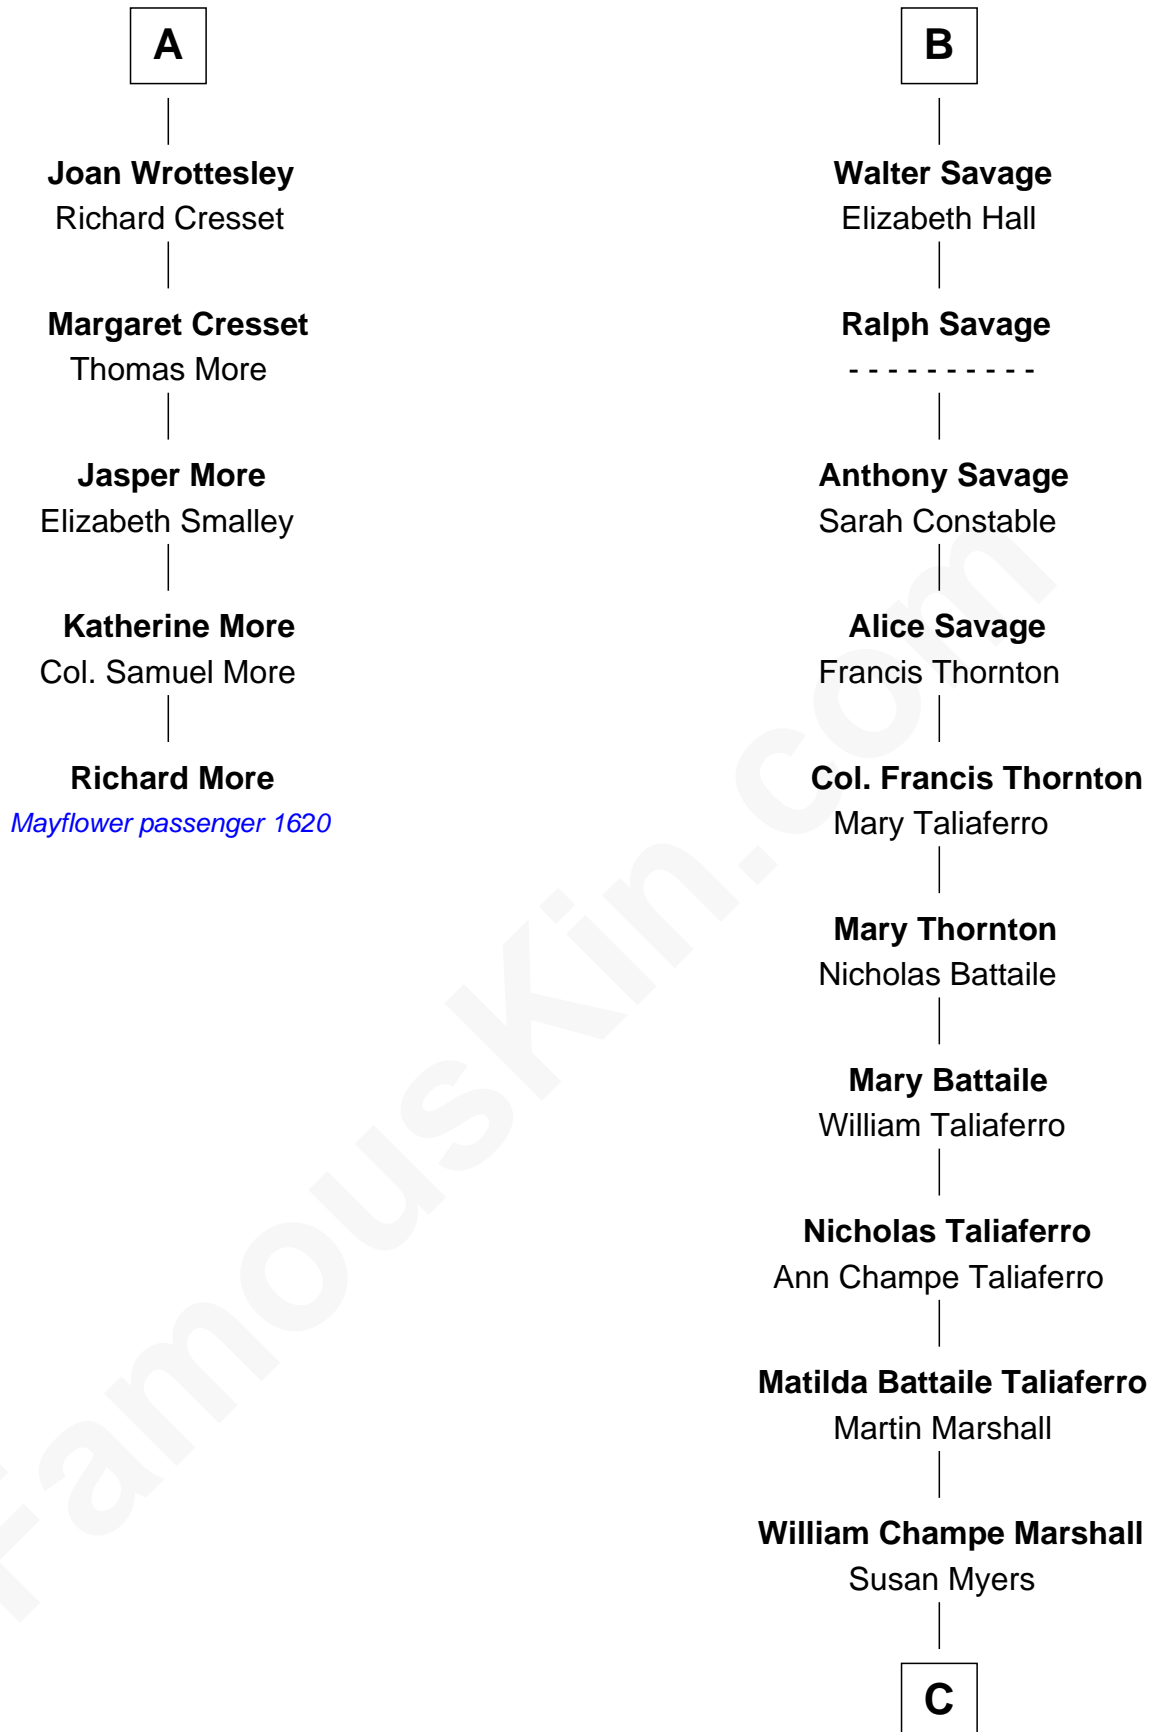 A
Joan Wrottesley
Richard Cresset
Margaret Cresset
Thomas More
Jasper More
Elizabeth Smalley
Katherine More
Col. Samuel More
Richard More
Mayflower passenger 1620
B
Walter Savage
Elizabeth Hall
Ralph Savage
- - - - - - - - - -
Anthony Savage
Sarah Constable
Alice Savage
Francis Thornton
Col. Francis Thornton
Mary Taliaferro
Mary Thornton
Nicholas Battaile
Mary Battaile
William Taliaferro
Nicholas Taliaferro
Ann Champe Taliaferro
Matilda Battaile Taliaferro
Martin Marshall
William Champe Marshall
Susan Myers
C
FamousKin.com